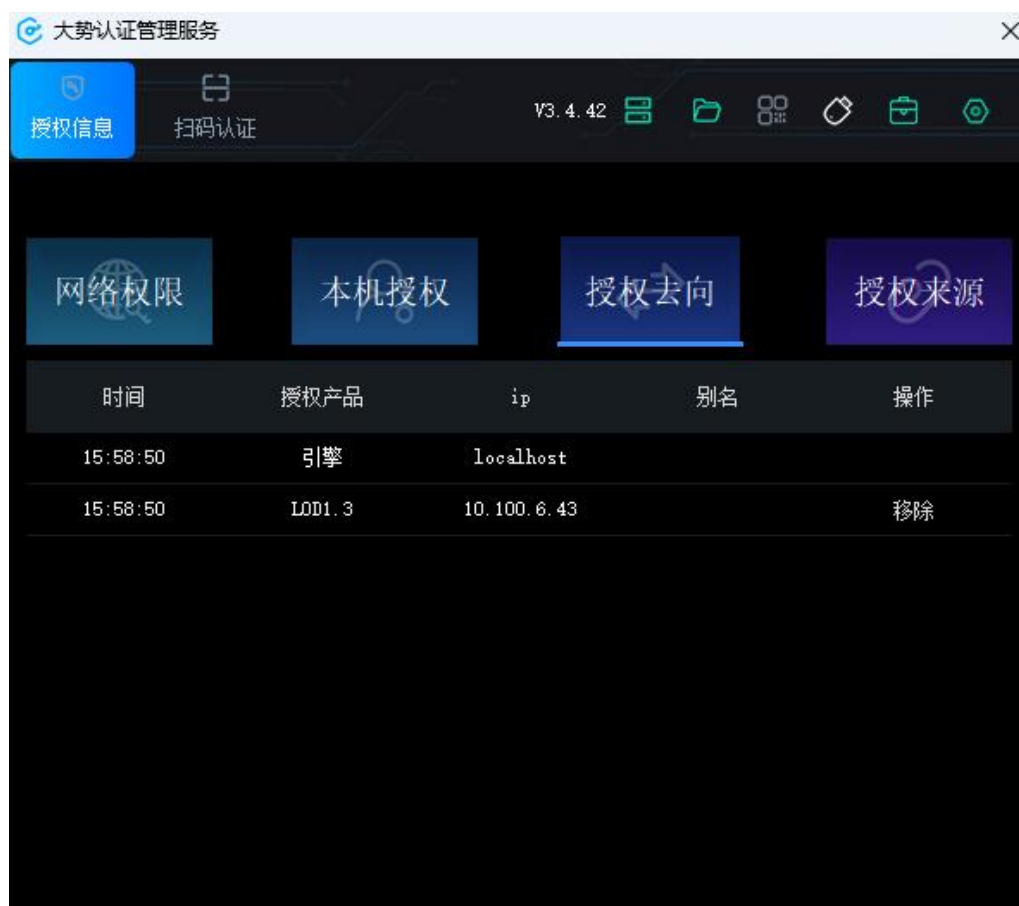 大势认证管理服务
授权信息 扫码认证 V3.4.42
网络权限 本机授权 授权去向 授权来源
时间 授权产品 ip 别名 操作
15:58:50 引擎 localhost
15:58:50 LOD1.3 10.100.6.43 移除